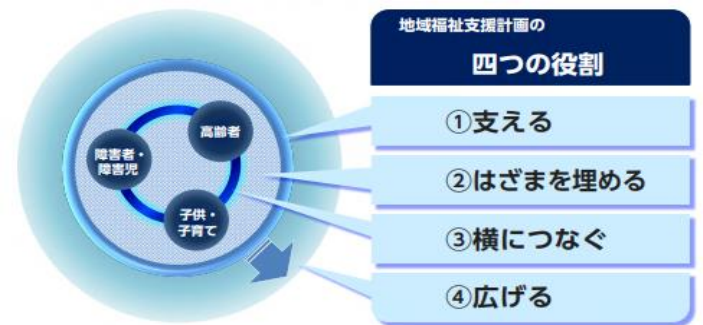 地域福祉支援計画の
四つの役割
高齢者
障害者・
障害児
子供・
子育て
①支える
②はざまを埋める
③横につなぐ
④広げる